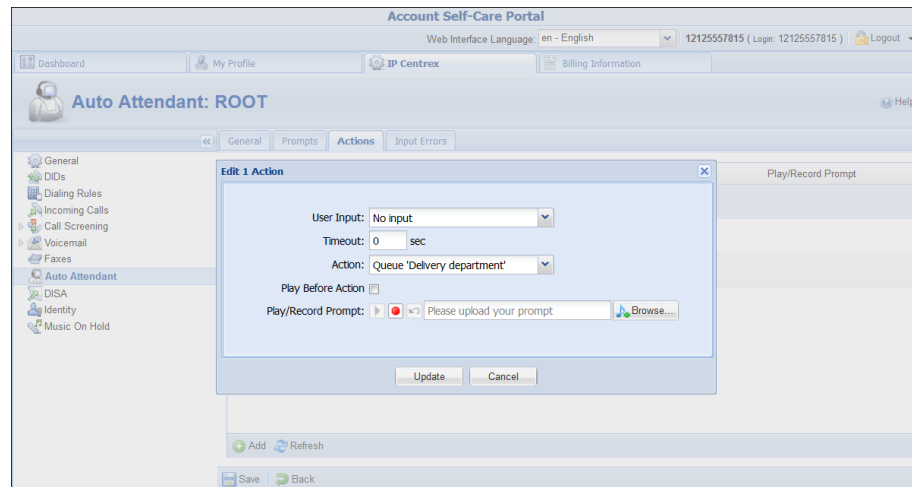 Account Self-Care Portal
Web Interface Language: en - English 12125557815 ( Login: 12125557815 ) Logout
Dashboard My Profile IP Centrex Billing Information
Auto Attendant: ROOT Help
General Prompts Actions Input Errors
General
DIDs
Dialing Rules
Incoming Calls
Call Screening
Voicemail
Faxes
Auto Attendant
DISA
Identity
Music On Hold
Play/Record Prompt
Edit 1 Action
User Input: No input
Timeout: 0 sec
Action: Queue 'Delivery department'
Play Before Action
Play/Record Prompt: Please upload your prompt Browse...
Update Cancel
Add Refresh
Save Back